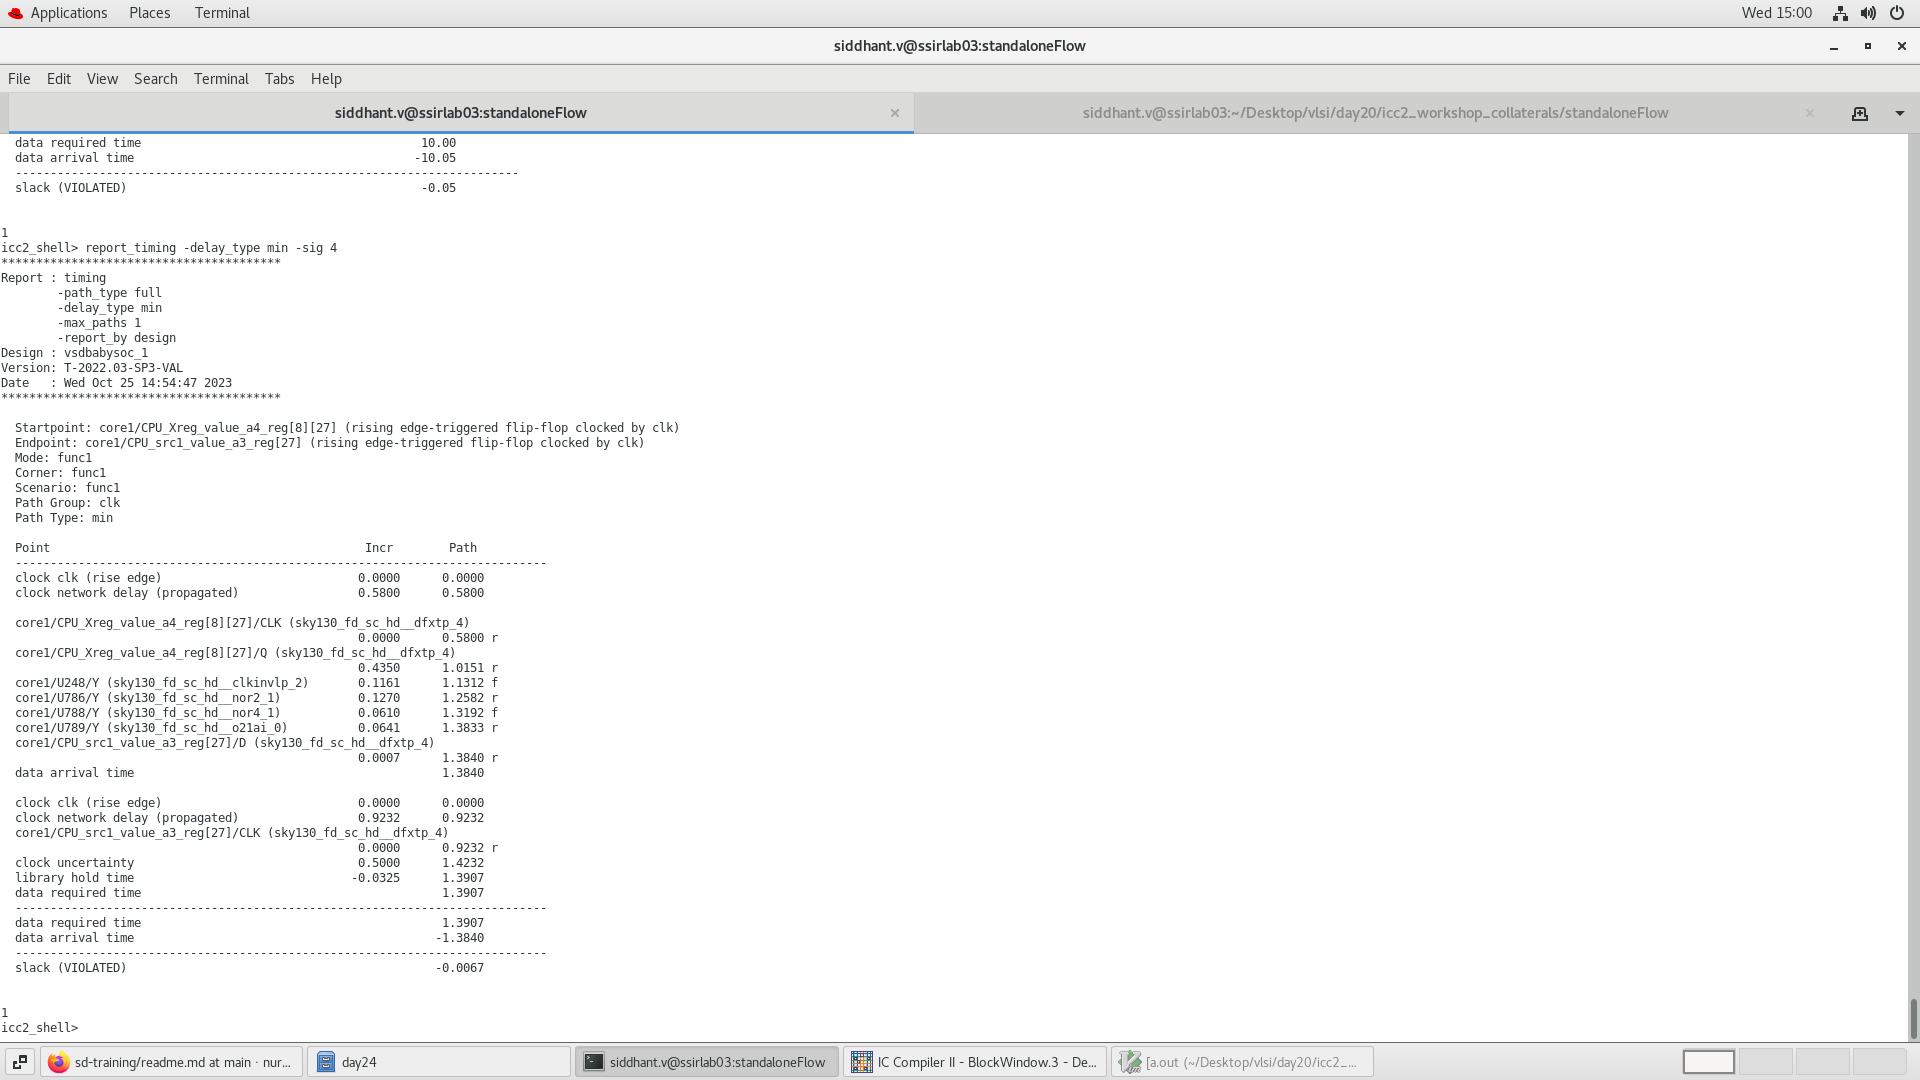 Applications Places Terminal Wed 15:00
siddhant.v@ssirlab03:standaloneFlow
File Edit View Search Terminal Tabs Help
siddhant.v@ssirlab03:standaloneFlow × siddhant.v@ssirlab03:~/Desktop/vlsi/day20/icc2_workshop_collaterals/standaloneFlow ×
data required time 10.00
data arrival time -10.05
------------------------------------------------------------------------
slack (VIOLATED) -0.05
1
icc2_shell> report_timing -delay_type min -sig 4
****************************************
Report : timing
-path_type full
-delay_type min
-max_paths 1
-report_by design
Design : vsdbabysoc_1
Version: T-2022.03-SP3-VAL
Date : Wed Oct 25 14:54:47 2023
****************************************
Startpoint: core1/CPU_Xreg_value_a4_reg[8][27] (rising edge-triggered flip-flop clocked by clk)
Endpoint: core1/CPU_src1_value_a3_reg[27] (rising edge-triggered flip-flop clocked by clk)
Mode: func1
Corner: func1
Scenario: func1
Path Group: clk
Path Type: min
Point Incr Path
----------------------------------------------------------------------------
clock clk (rise edge) 0.0000 0.0000
clock network delay (propagated) 0.5800 0.5800
core1/CPU_Xreg_value_a4_reg[8][27]/CLK (sky130_fd_sc_hd__dfxtp_4)
0.0000 0.5800 r
core1/CPU_Xreg_value_a4_reg[8][27]/Q (sky130_fd_sc_hd__dfxtp_4)
0.4350 1.0151 r
core1/U248/Y (sky130_fd_sc_hd__clkinvlp_2) 0.1161 1.1312 f
core1/U786/Y (sky130_fd_sc_hd__nor2_1) 0.1270 1.2582 r
core1/U788/Y (sky130_fd_sc_hd__nor4_1) 0.0610 1.3192 f
core1/U789/Y (sky130_fd_sc_hd__o21ai_0) 0.0641 1.3833 r
core1/CPU_src1_value_a3_reg[27]/D (sky130_fd_sc_hd__dfxtp_4)
0.0007 1.3840 r
data arrival time 1.3840
clock clk (rise edge) 0.0000 0.0000
clock network delay (propagated) 0.9232 0.9232
core1/CPU_src1_value_a3_reg[27]/CLK (sky130_fd_sc_hd__dfxtp_4)
0.0000 0.9232 r
clock uncertainty 0.5000 1.4232
library hold time -0.0325 1.3907
data required time 1.3907
----------------------------------------------------------------------------
data required time 1.3907
data arrival time -1.3840
----------------------------------------------------------------------------
slack (VIOLATED) -0.0067
1
icc2_shell>
sd-training/readme.md at main · nur... day24 siddhant.v@ssirlab03:standaloneFlow IC Compiler II - BlockWindow.3 - De... [a.out (~/Desktop/vlsi/day20/icc2_...